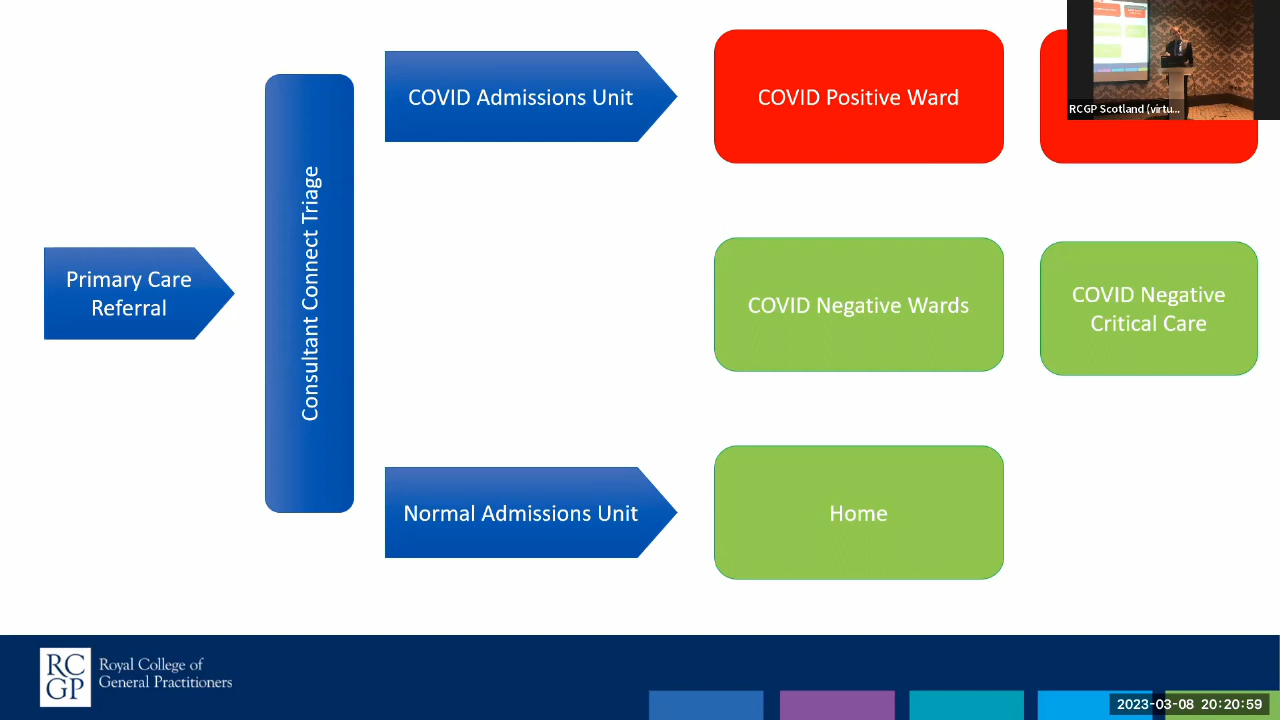 COVID Admissions Unit
COVID Positive Ward
RCGP Scotland (virtu...
Consultant Connect Triage
Primary Care
Referral
COVID Negative Wards
COVID Negative
Critical Care
Normal Admissions Unit
Home
RC
GP
Royal College of
General Practitioners
2023-03-08 20:20:59